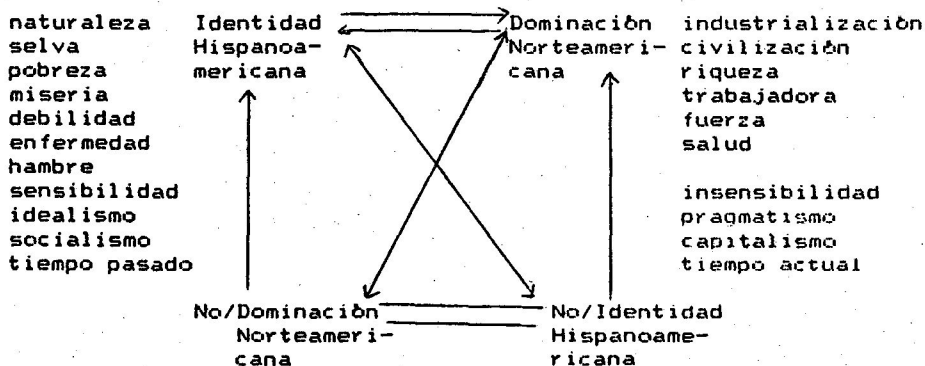 naturaleza Identidad Dominación industrialización
selva Hispanoa- Norteameri- civilización
pobreza mericana cana riqueza
miseria trabajadora
debilidad fuerza
enfermedad salud
hambre
sensibilidad insensibilidad
idealismo pragmatismo
socialismo capitalismo
tiempo pasado tiempo actual
No/Dominación No/Identidad
Norteameri- Hispanoame-
cana ricana